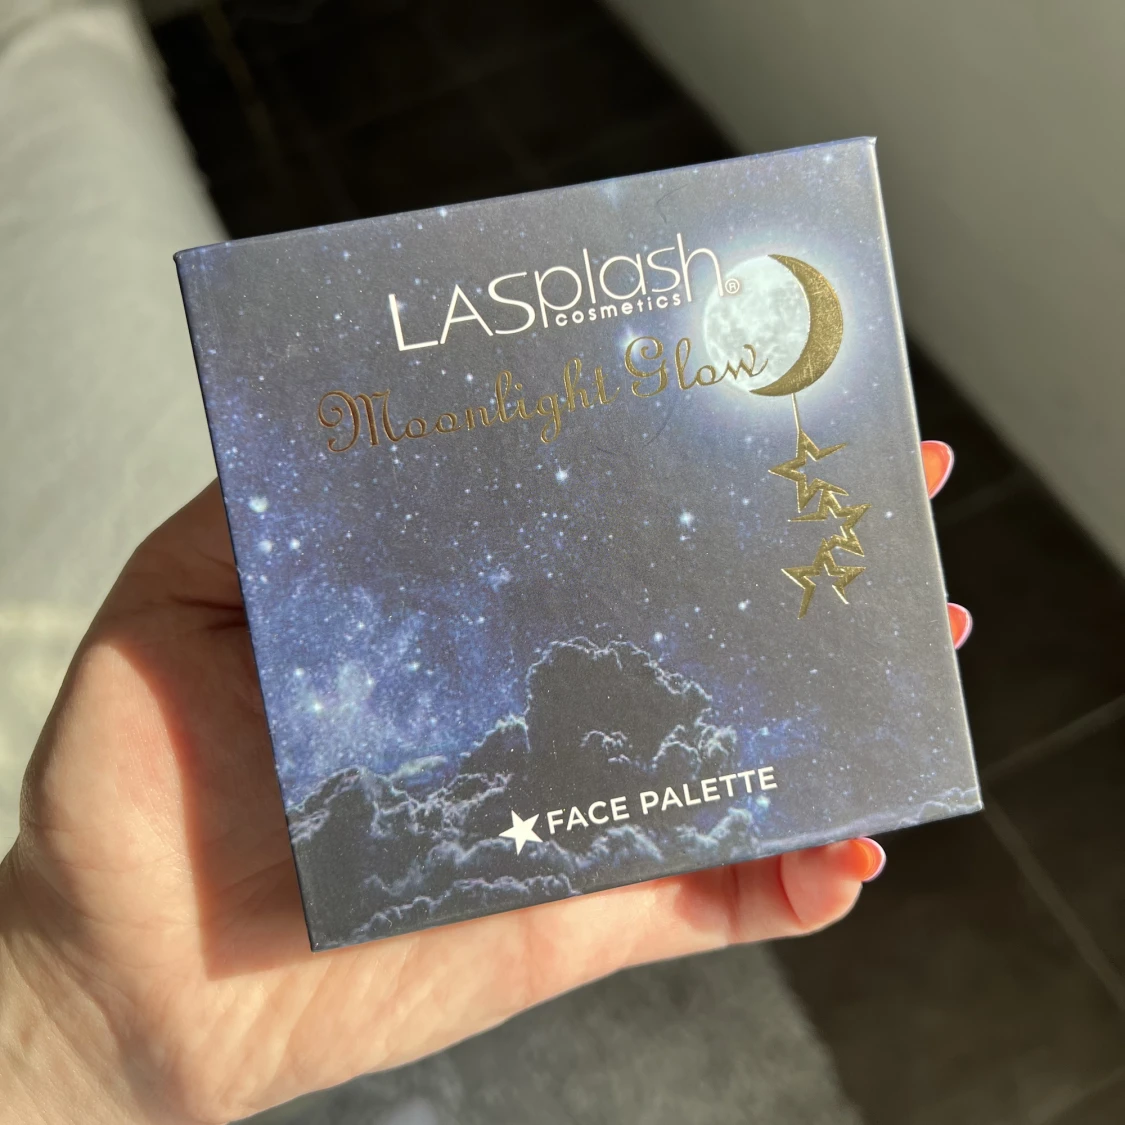 LASplash®
cosmetics
Moonlight Glow
FACE PALETTE